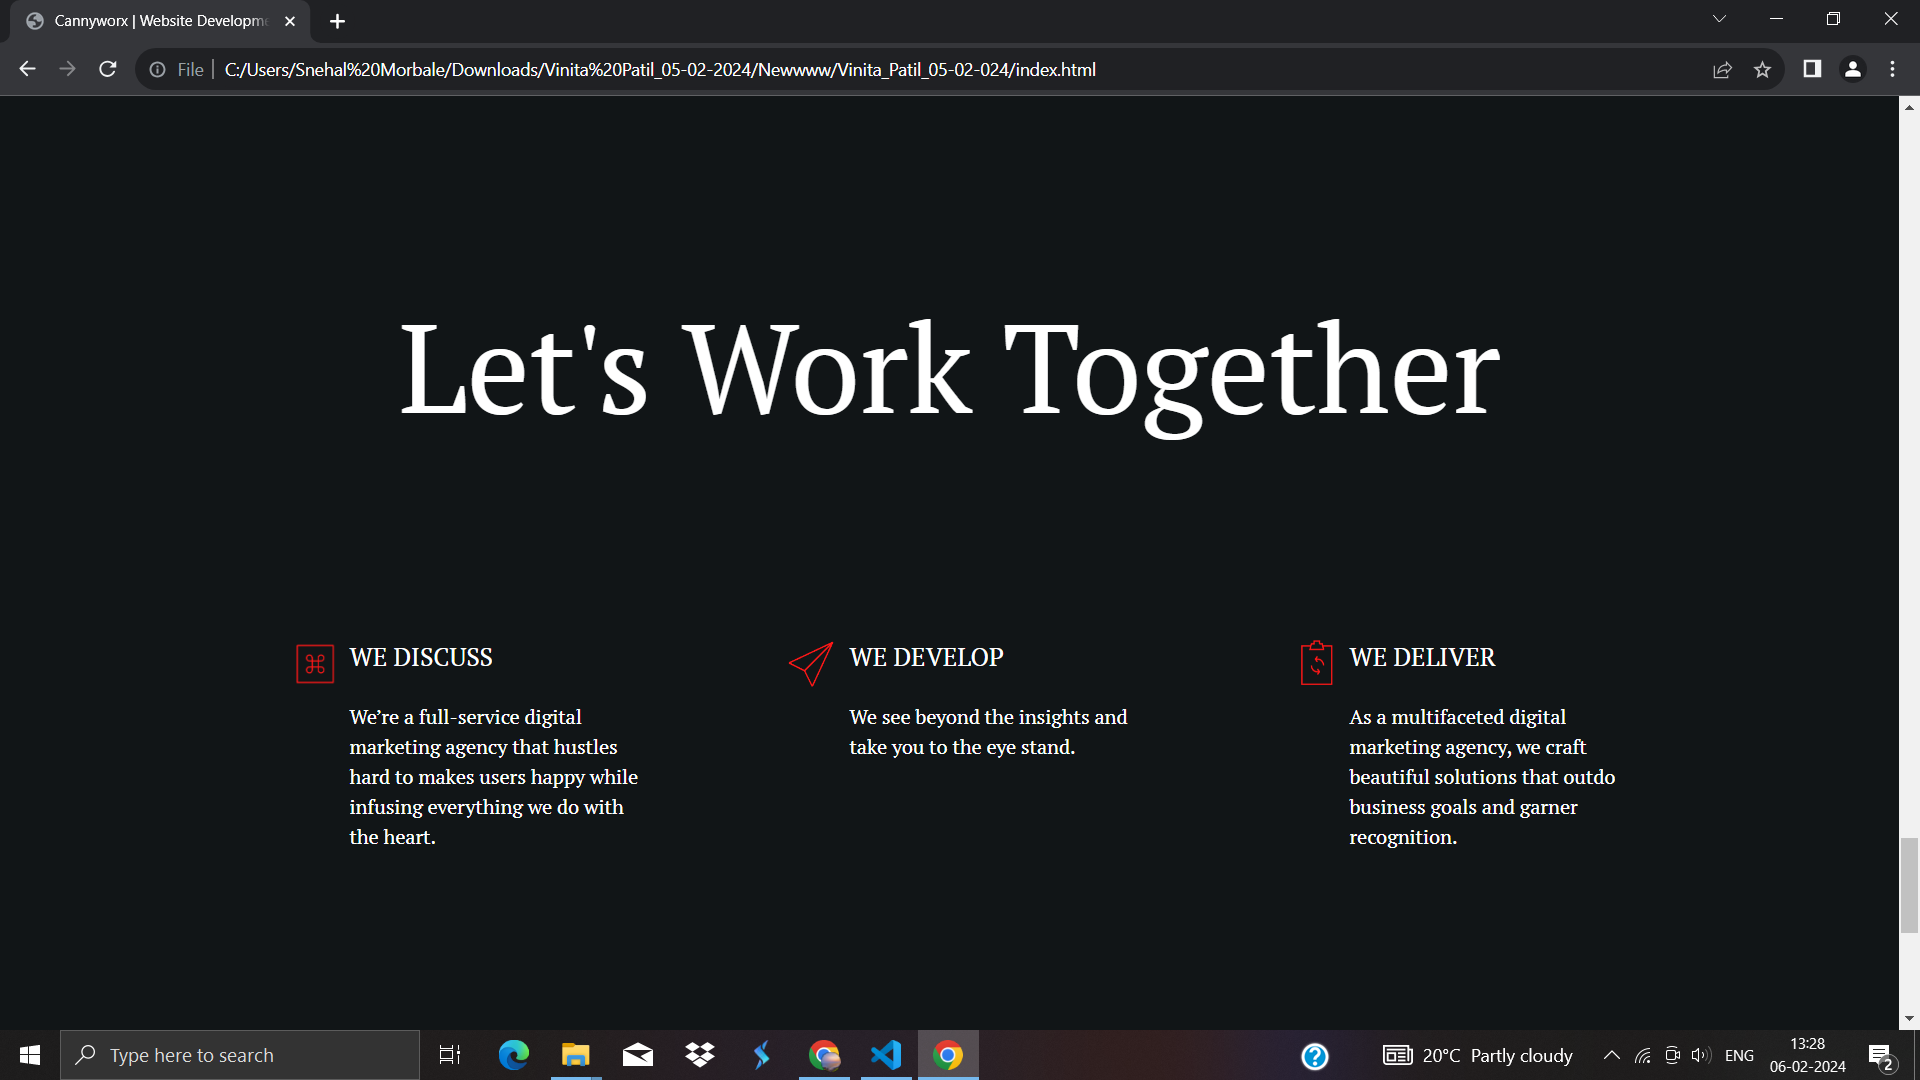 Cannyworx | Website Developme
File
C:/Users/Snehal%20Morbale/Downloads/Vinita%20Patil_05-02-2024/Newwww/Vinita_Patil_05-02-024/index.html
Let's Work Together
WE DISCUSS
We’re a full-service digital
marketing agency that hustles
hard to makes users happy while
infusing everything we do with
the heart.
WE DEVELOP
We see beyond the insights and
take you to the eye stand.
WE DELIVER
As a multifaceted digital
marketing agency, we craft
beautiful solutions that outdo
business goals and garner
recognition.
Type here to search
20°C Partly cloudy
ENG
13:28
06-02-2024
2